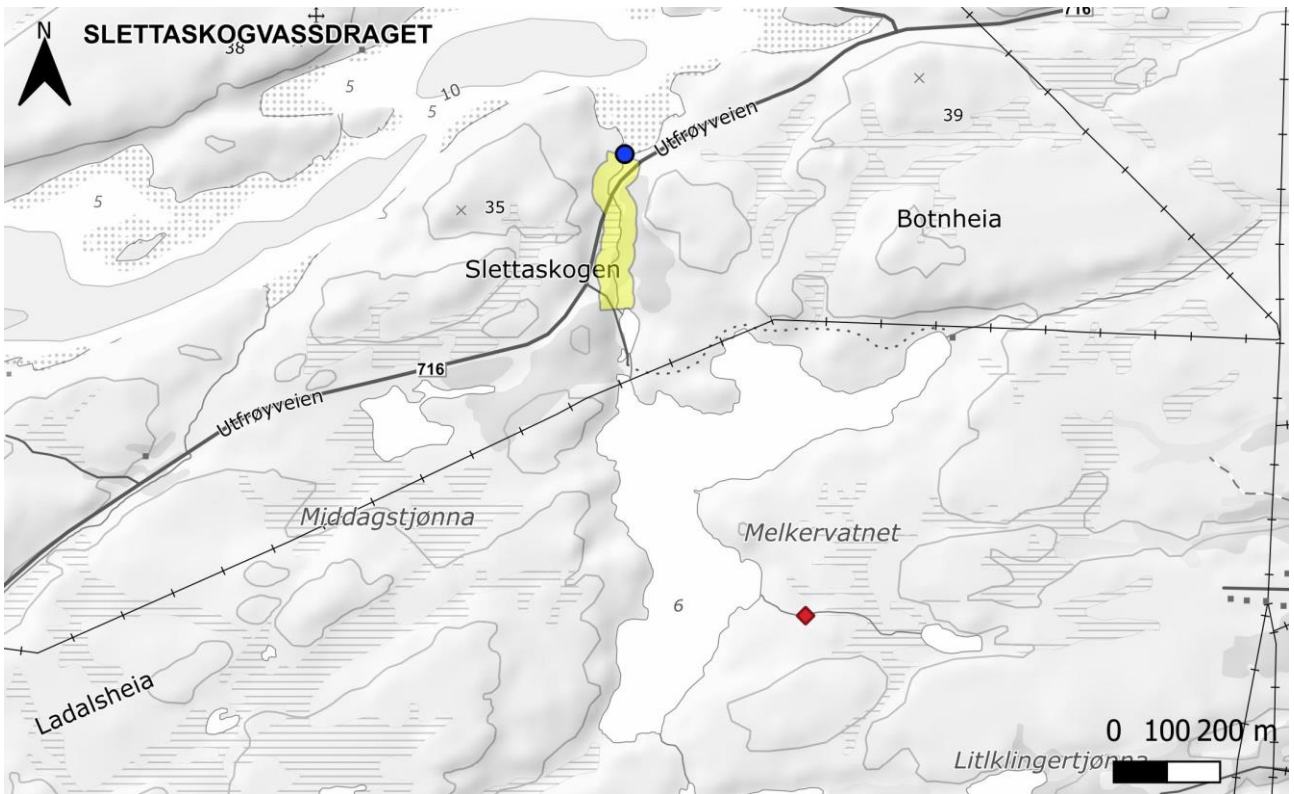 N
SLETTASKOGVASSDRAGET
716
38
5
10
5
39
Utfrøyveien
5
35
Botnheia
Slettaskogen
716
Utfrøyveien
Middagstjønna
Melkervatnet
6
Ladalsheia
0 100 200 m
Litlklingertjønna